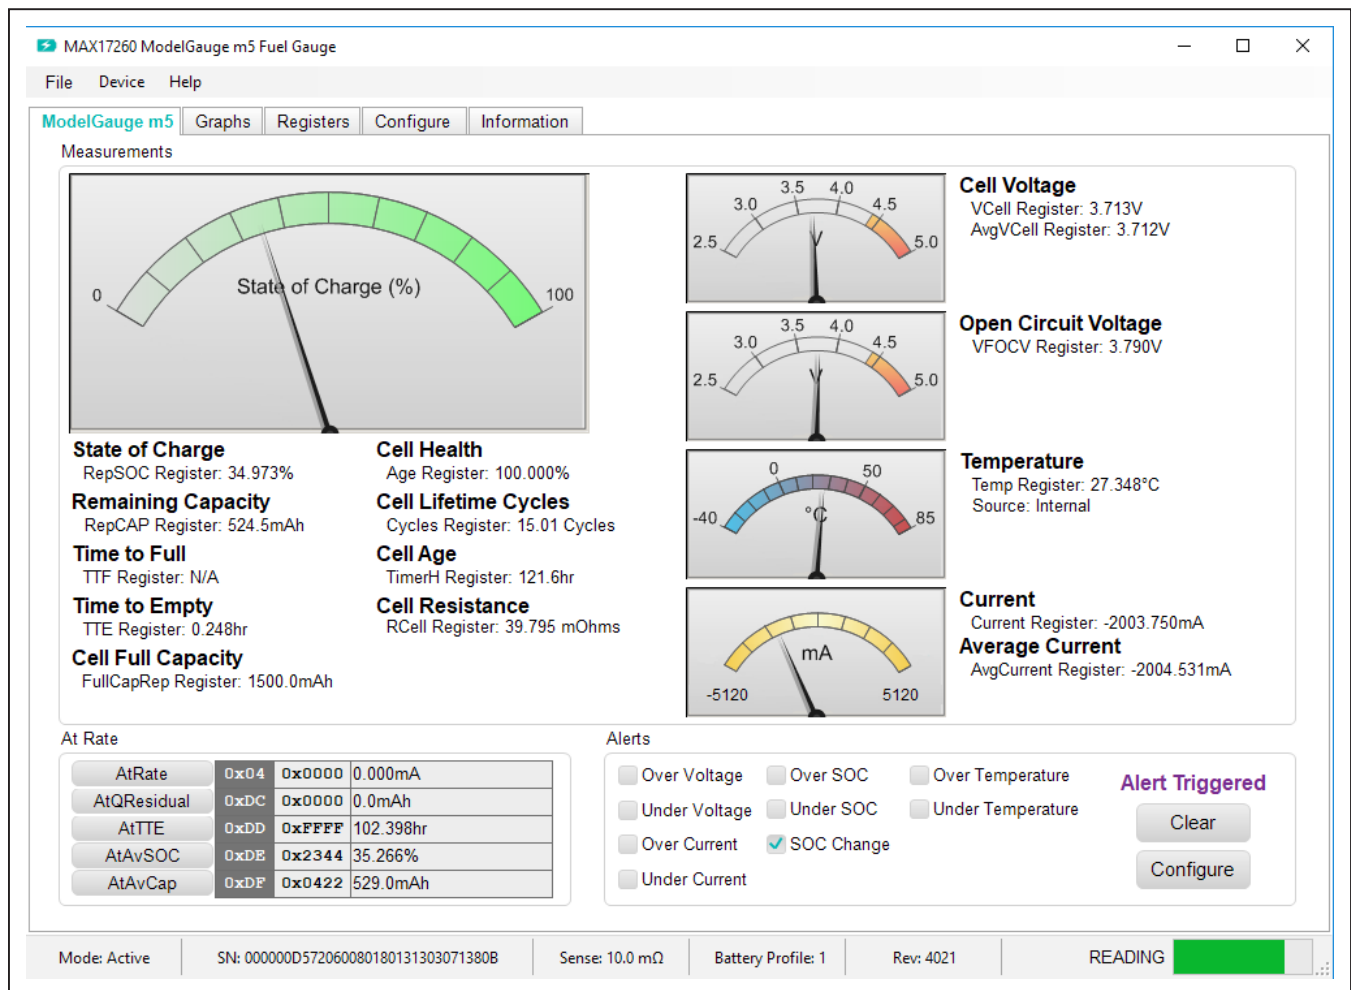 MAX17260 ModelGauge m5 Fuel Gauge
File Device Help
ModelGauge m5 Graphs Registers Configure Information
Measurements
0
State of Charge (%)
100
State of Charge
RepSOC Register: 34.973%
Remaining Capacity
RepCAP Register: 524.5mAh
Time to Full
TTF Register: N/A
Time to Empty
TTE Register: 0.248hr
Cell Full Capacity
FullCapRep Register: 1500.0mAh
Cell Health
Age Register: 100.000%
Cell Lifetime Cycles
Cycles Register: 15.01 Cycles
Cell Age
TimerH Register: 121.6hr
Cell Resistance
RCell Register: 39.795 mOhms
2.5 3.0 3.5 4.0 4.5 5.0
V
Cell Voltage
VCell Register: 3.713V
AvgVCell Register: 3.712V
2.5 3.0 3.5 4.0 4.5 5.0
V
Open Circuit Voltage
VFOCV Register: 3.790V
-40 0 50 85
°C
Temperature
Temp Register: 27.348°C
Source: Internal
mA
-5120 5120
Current
Current Register: -2003.750mA
Average Current
AvgCurrent Register: -2004.531mA
At Rate
AtRate 0x04 0x0000 0.000mA
AtQResidual 0xDC 0x0000 0.0mAh
AtTTE 0xDD 0xFFFF 102.398hr
AtAvSOC 0xDE 0x2344 35.266%
AtAvCap 0xDF 0x0422 529.0mAh
Alerts
Over Voltage Over SOC Over Temperature
Under Voltage Under SOC Under Temperature
Over Current SOC Change
Under Current
Alert Triggered
Clear
Configure
Mode: Active SN: 000000D572060080180131303071380B Sense: 10.0 mΩ Battery Profile: 1 Rev: 4021 READING